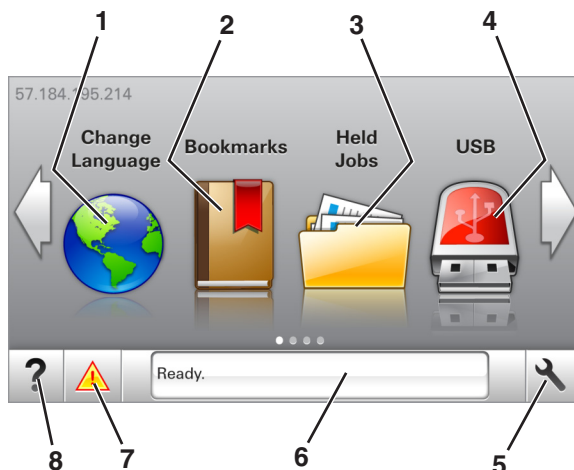 1 2 3 4
57.184.195.214
Change
Language
Bookmarks
Held
Jobs
USB
?
Ready.
8 7 6 5